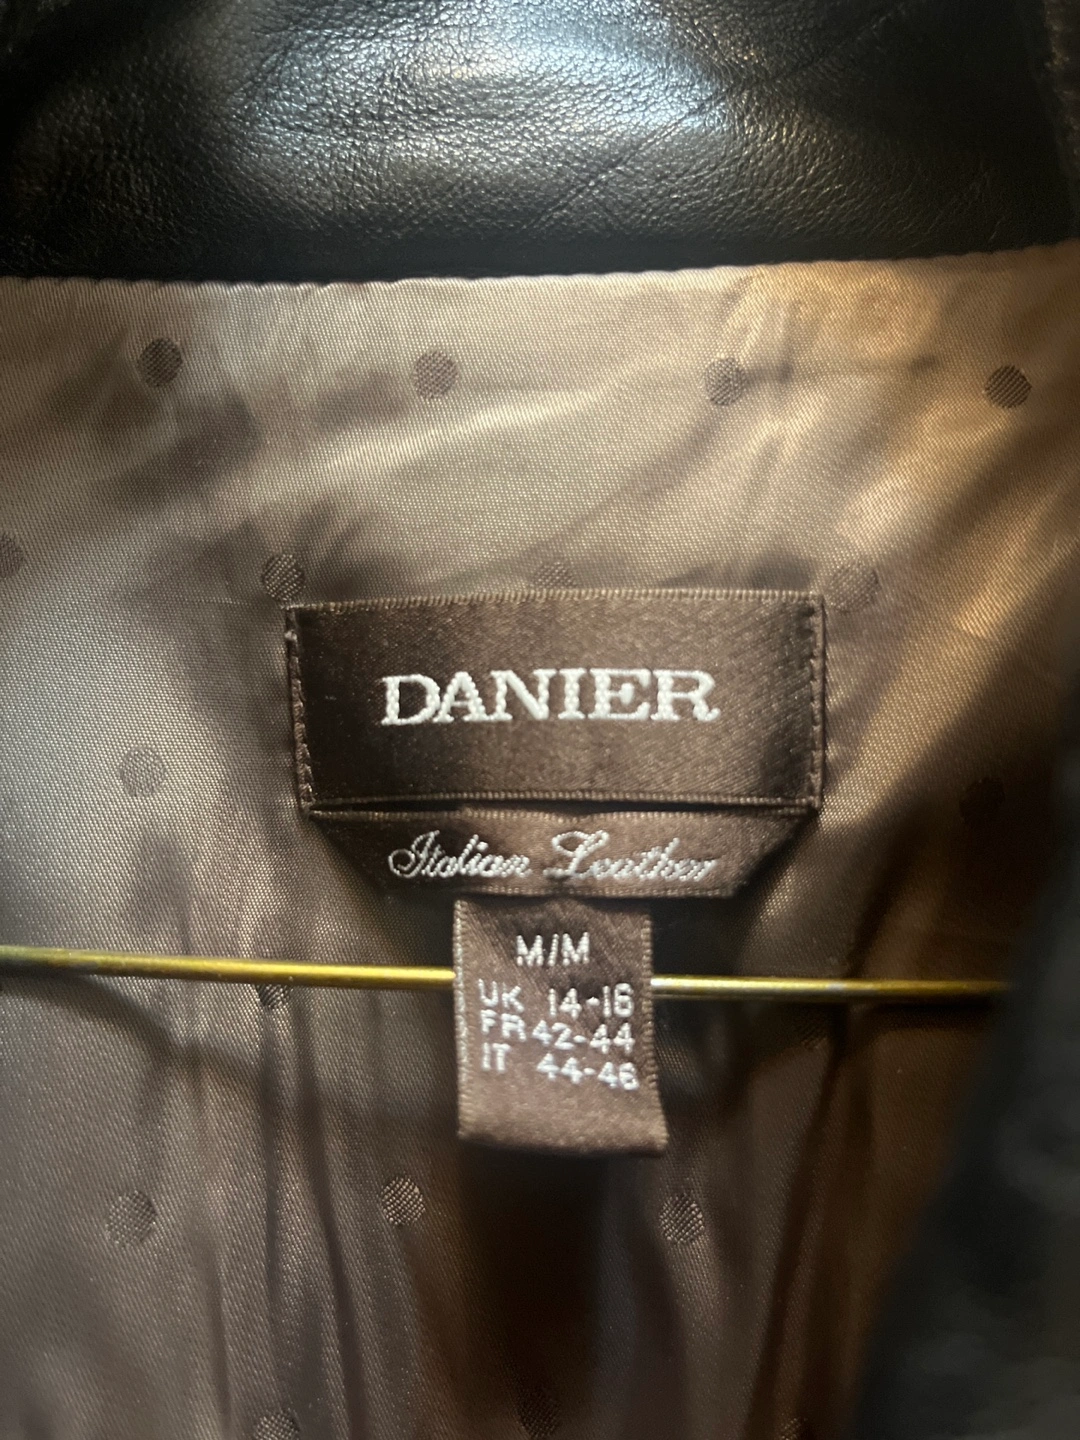 DANIER
Italian Leather
M/M
UK 14-16
FR 42-44
IT 44-46